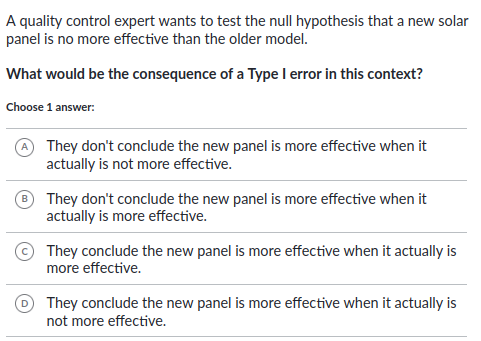 A quality control expert wants to test the null hypothesis that a new solar
panel is no more effective than the older model.
What would be the consequence of a Type I error in this context?
Choose 1 answer:
A They don't conclude the new panel is more effective when it
actually is not more effective.
B They don't conclude the new panel is more effective when it
actually is more effective.
C They conclude the new panel is more effective when it actually is
more effective.
D They conclude the new panel is more effective when it actually is
not more effective.